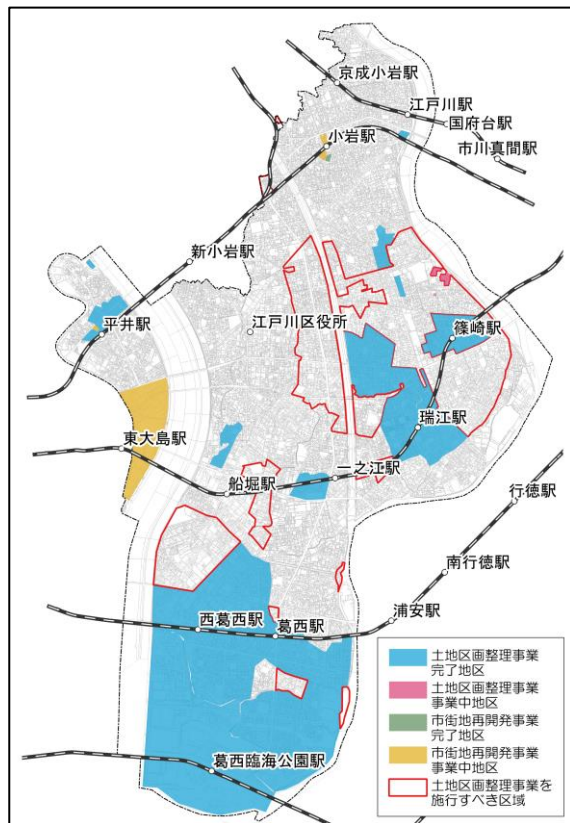 京成小岩駅
江戸川駅
国府台駅
市川真間駅
小岩駅
新小岩駅
平井駅
江戸川区役所
篠崎駅
瑞江駅
東大島駅
船堀駅
一之江駅
行徳駅
南行徳駅
浦安駅
西葛西駅
葛西駅
葛西臨海公園駅
土地区画整理事業
完了地区
土地区画整理事業
事業中地区
市街地再開発事業
完了地区
市街地再開発事業
事業中地区
土地区画整理事業を
施行すべき区域